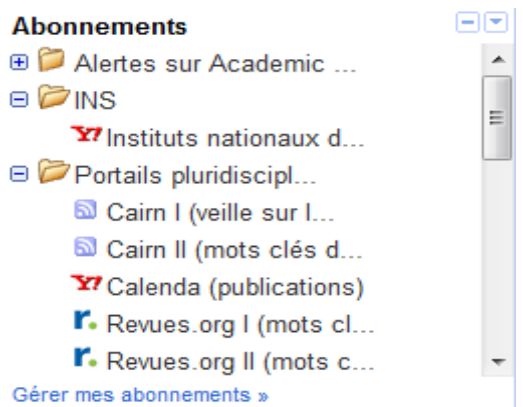 Abonnements
Alertes sur Academic ...
INS
Instituts nationaux d...
Portails pluridiscipl...
Cairn I (veille sur l...
Cairn II (mots clés d...
Calenda (publications)
Revues.org I (mots cl...
Revues.org II (mots c...
Gérer mes abonnements »